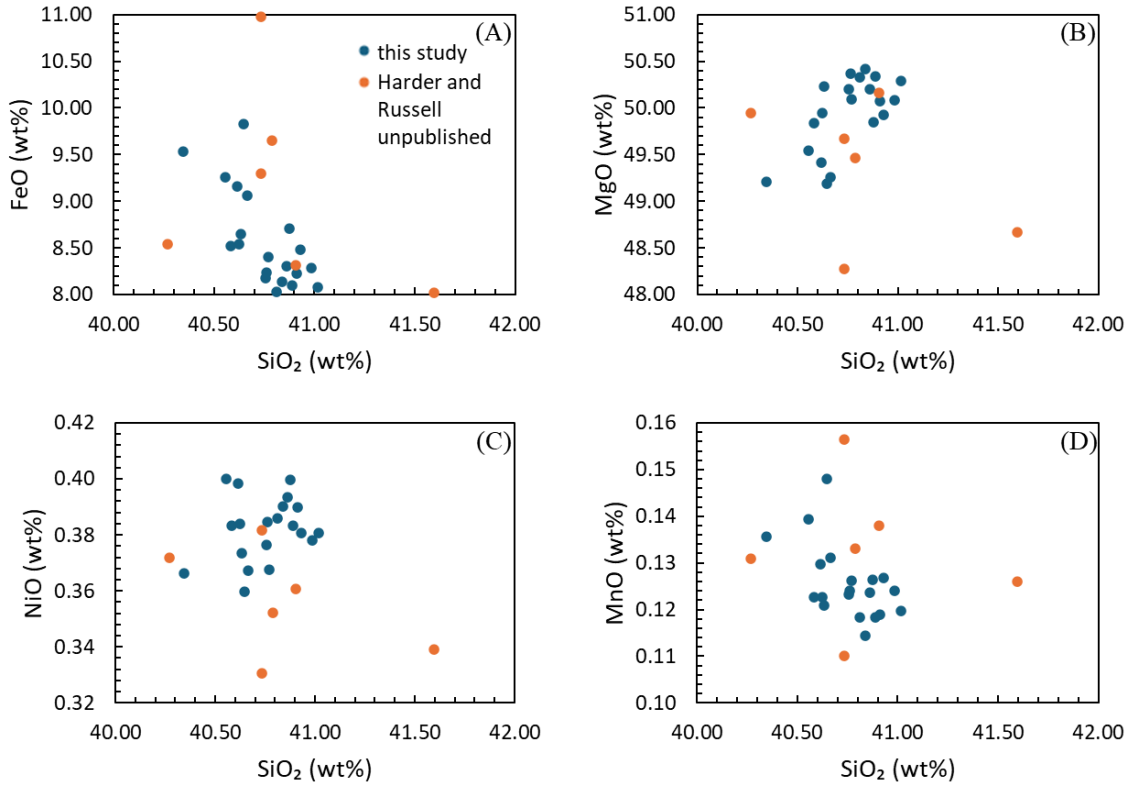 11.00
10.50
10.00
9.50
9.00
8.50
8.00
FeO (wt%)
(A)
this study
Harder and
Russell
unpublished
40.00 40.50 41.00 41.50 42.00
SiO₂ (wt%)
51.00
50.50
50.00
49.50
49.00
48.50
48.00
MgO (wt%)
(B)
40.00 40.50 41.00 41.50 42.00
SiO₂ (wt%)
0.42
0.40
0.38
0.36
0.34
0.32
NiO (wt%)
(C)
40.00 40.50 41.00 41.50 42.00
SiO₂ (wt%)
0.16
0.15
0.14
0.13
0.12
0.11
0.10
MnO (wt%)
(D)
40.00 40.50 41.00 41.50 42.00
SiO₂ (wt%)